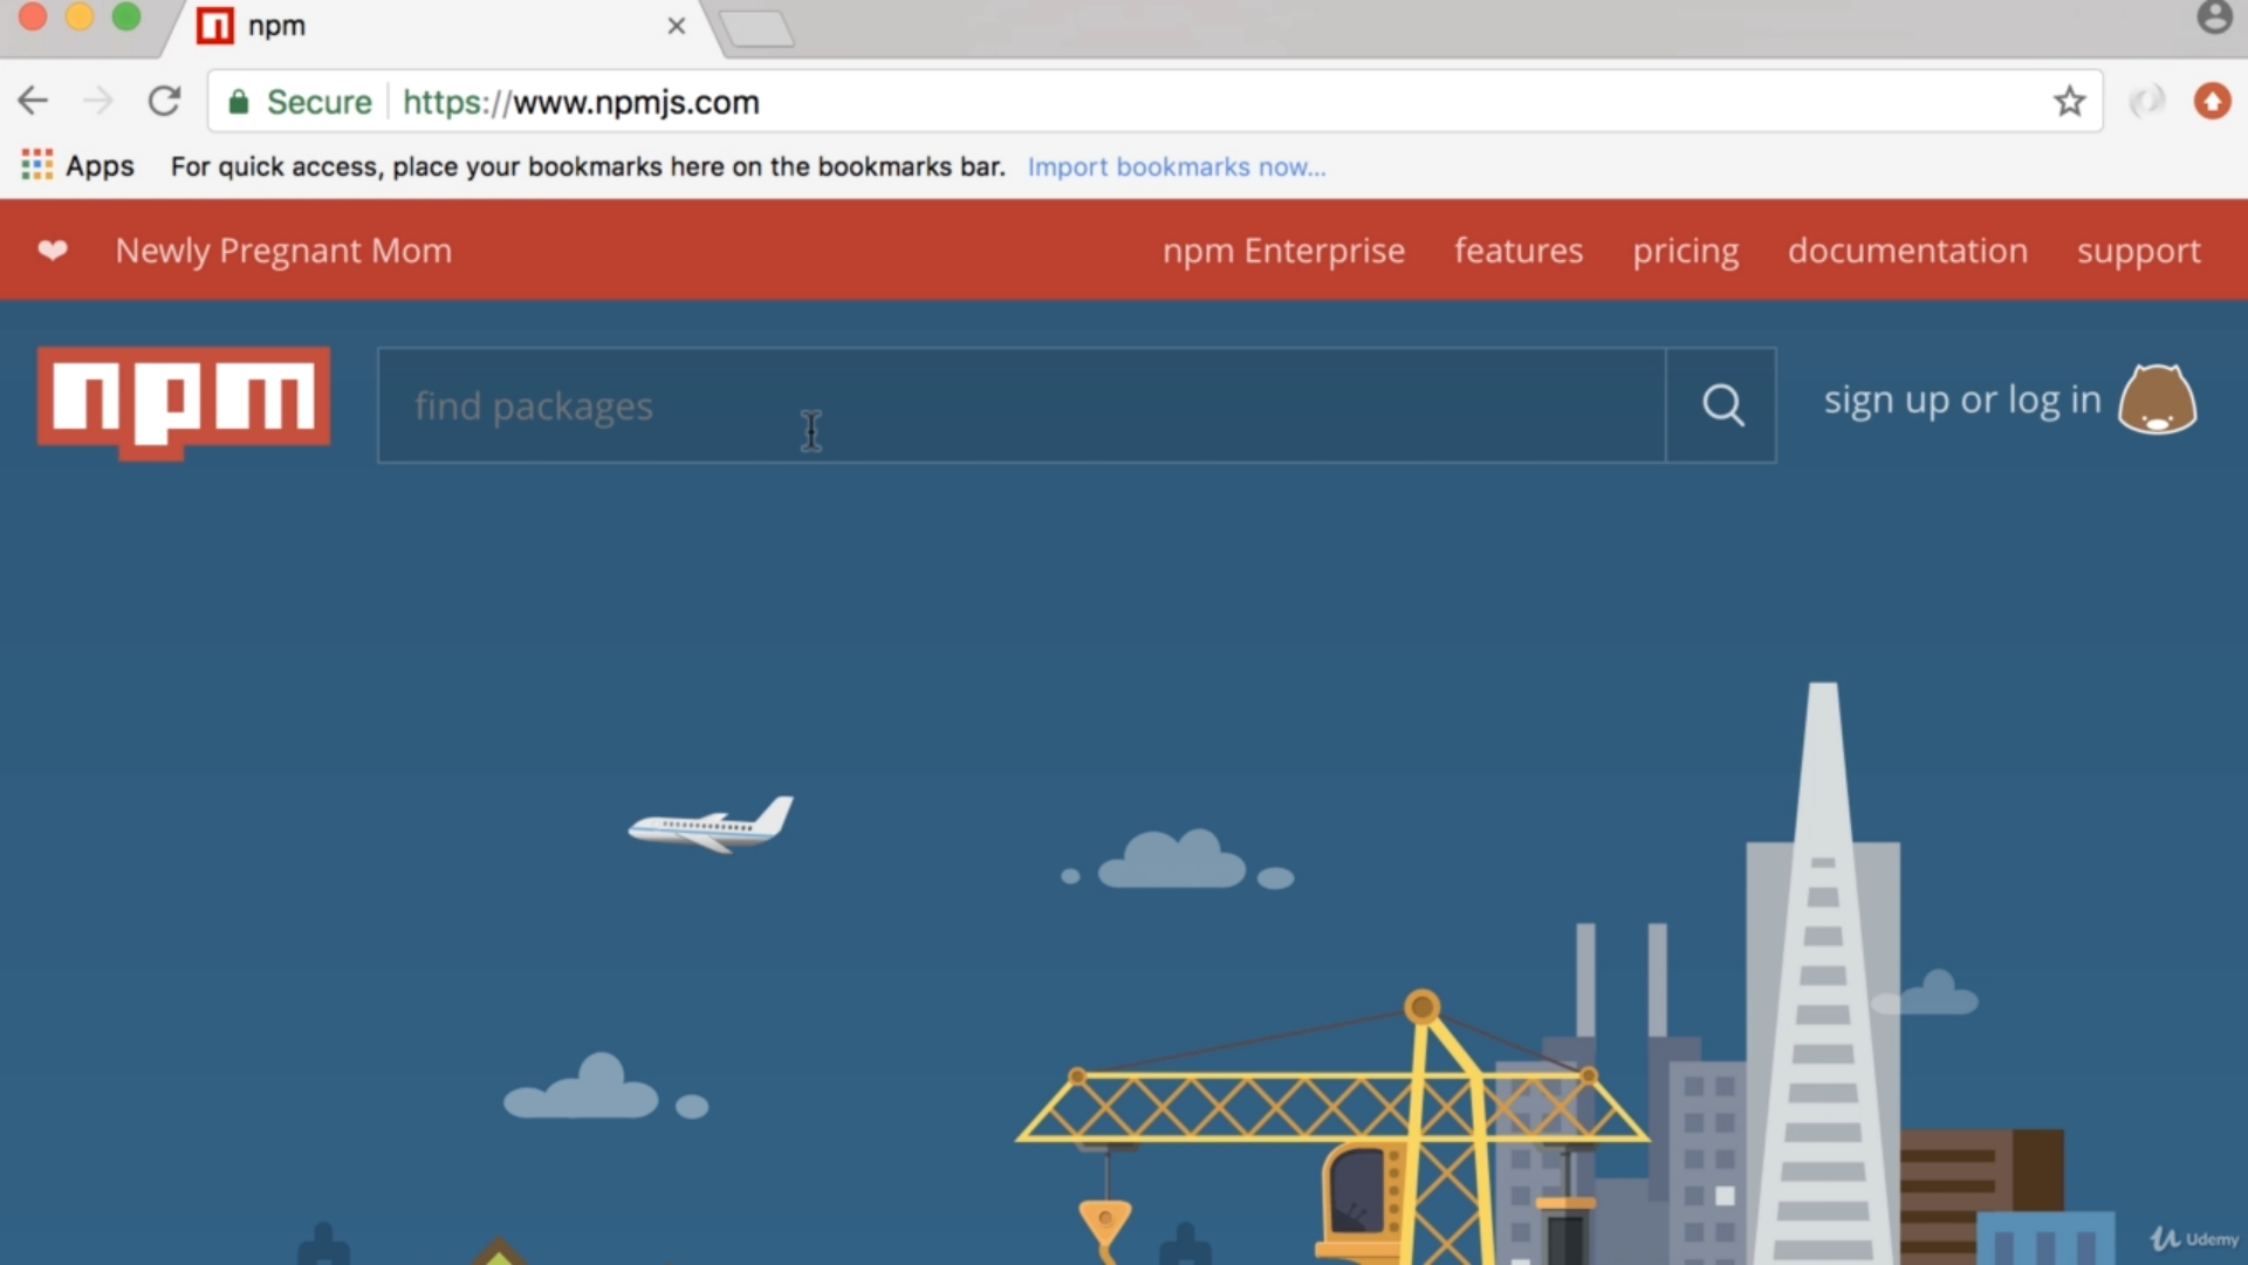 npm
Secure https://www.npmjs.com
Apps For quick access, place your bookmarks here on the bookmarks bar. Import bookmarks now...
❤ Newly Pregnant Mom npm Enterprise features pricing documentation support
npm find packages sign up or log in
Udemy